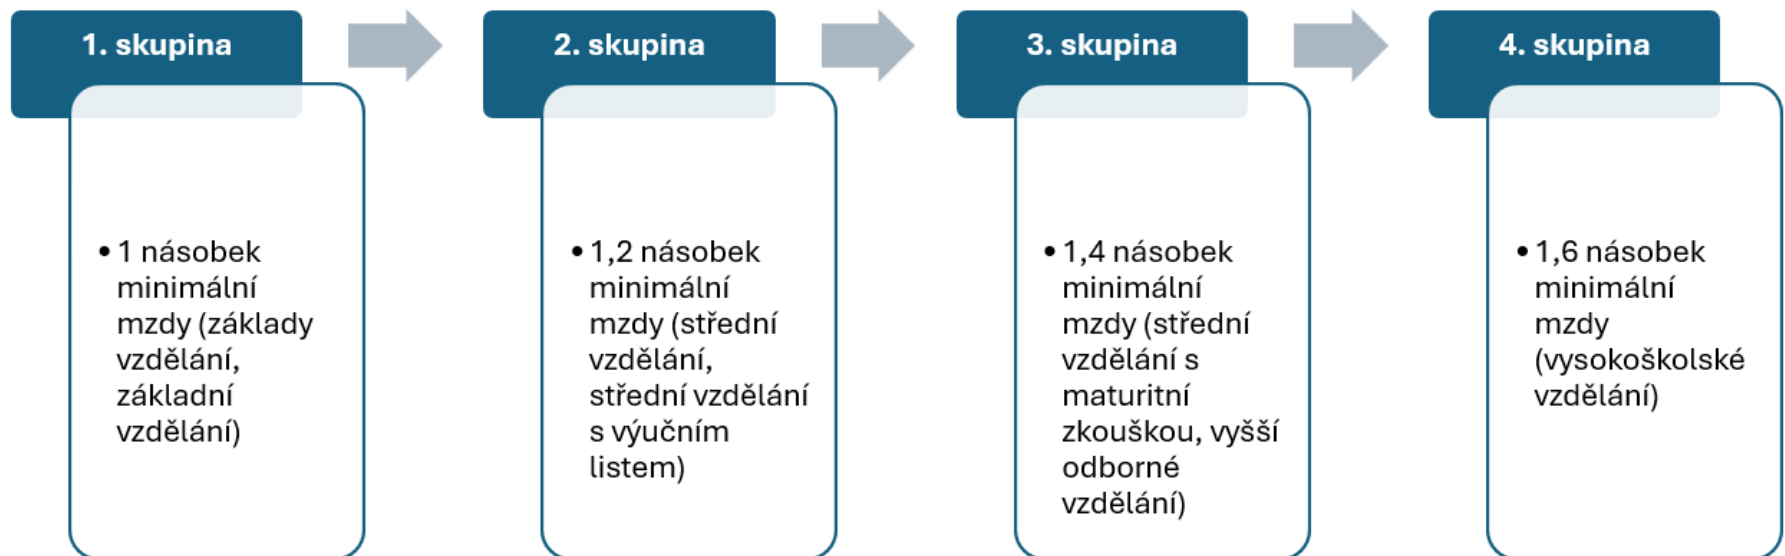 1. skupina
• 1 násobek
minimální
mzdy (základy
vzdělání,
základní
vzdělání)
2. skupina
• 1,2 násobek
minimální
mzdy (střední
vzdělání,
střední vzdělání
s výučním
listem)
3. skupina
• 1,4 násobek
minimální
mzdy (střední
vzdělání s
maturitní
zkouškou, vyšší
odborné
vzdělání)
4. skupina
• 1,6 násobek
minimální
mzdy
(vysokoškolské
vzdělání)